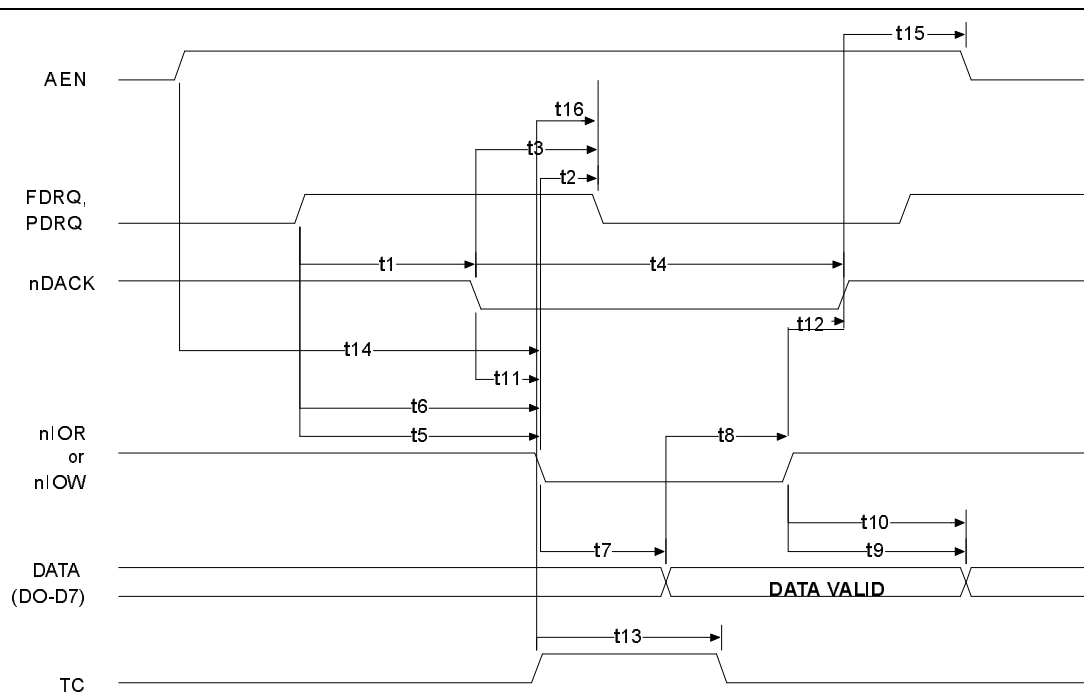 t15
AEN
t16
t3
t2
FDRQ,
PDRQ
t1
t4
nDACK
t12
t14
t11
t6
t5
t8
nIOR
or
nIOW
t10
t7
t9
DATA
(DO-D7)
DATA VALID
t13
TC